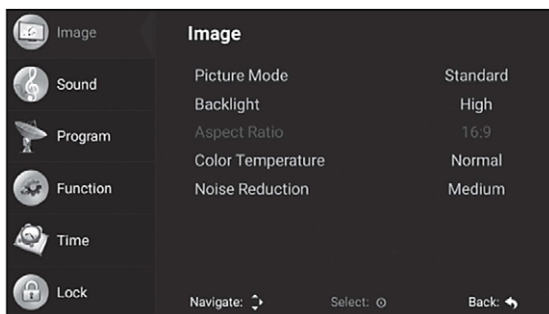 Image
Sound
Program
Function
Time
Lock
Image
Picture Mode Standard
Backlight High
Aspect Ratio 16:9
Color Temperature Normal
Noise Reduction Medium
Navigate: Select: Back: